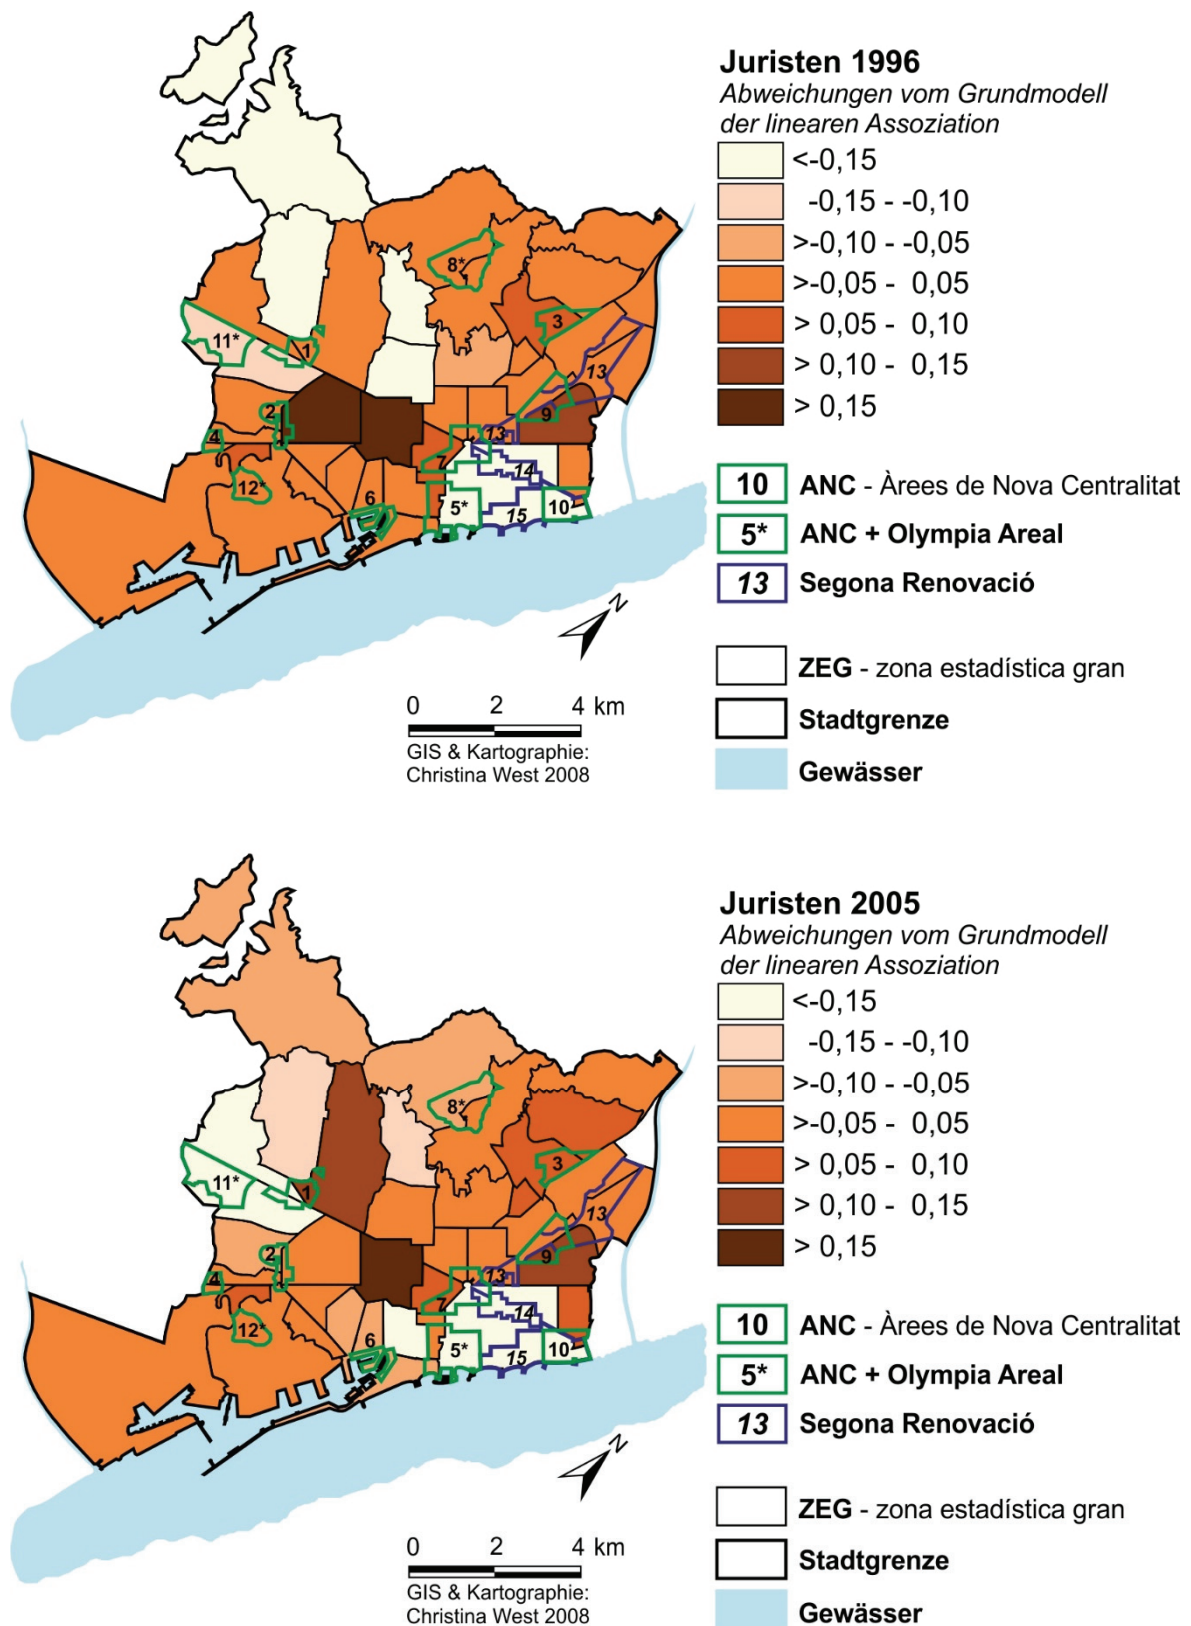 Juristen 1996
Abweichungen vom Grundmodell
der linearen Assoziation
<-0,15
-0,15 - -0,10
>-0,10 - -0,05
>-0,05 - 0,05
> 0,05 - 0,10
> 0,10 - 0,15
> 0,15
8*
3
11*
1
13
2
9
4
13
7
14
12*
6
5*
15
10
10 ANC - Àrees de Nova Centralitat
5* ANC + Olympia Areal
13 Segona Renovació
N
ZEG - zona estadística gran
Stadtgrenze
Gewässer
0 2 4 km
GIS & Kartographie:
Christina West 2008
Juristen 2005
Abweichungen vom Grundmodell
der linearen Assoziation
<-0,15
-0,15 - -0,10
>-0,10 - -0,05
>-0,05 - 0,05
> 0,05 - 0,10
> 0,10 - 0,15
> 0,15
8*
3
11*
1
13
2
9
4
13
7
14
12*
6
5*
15
10
10 ANC - Àrees de Nova Centralitat
5* ANC + Olympia Areal
13 Segona Renovació
N
ZEG - zona estadística gran
Stadtgrenze
Gewässer
0 2 4 km
GIS & Kartographie:
Christina West 2008